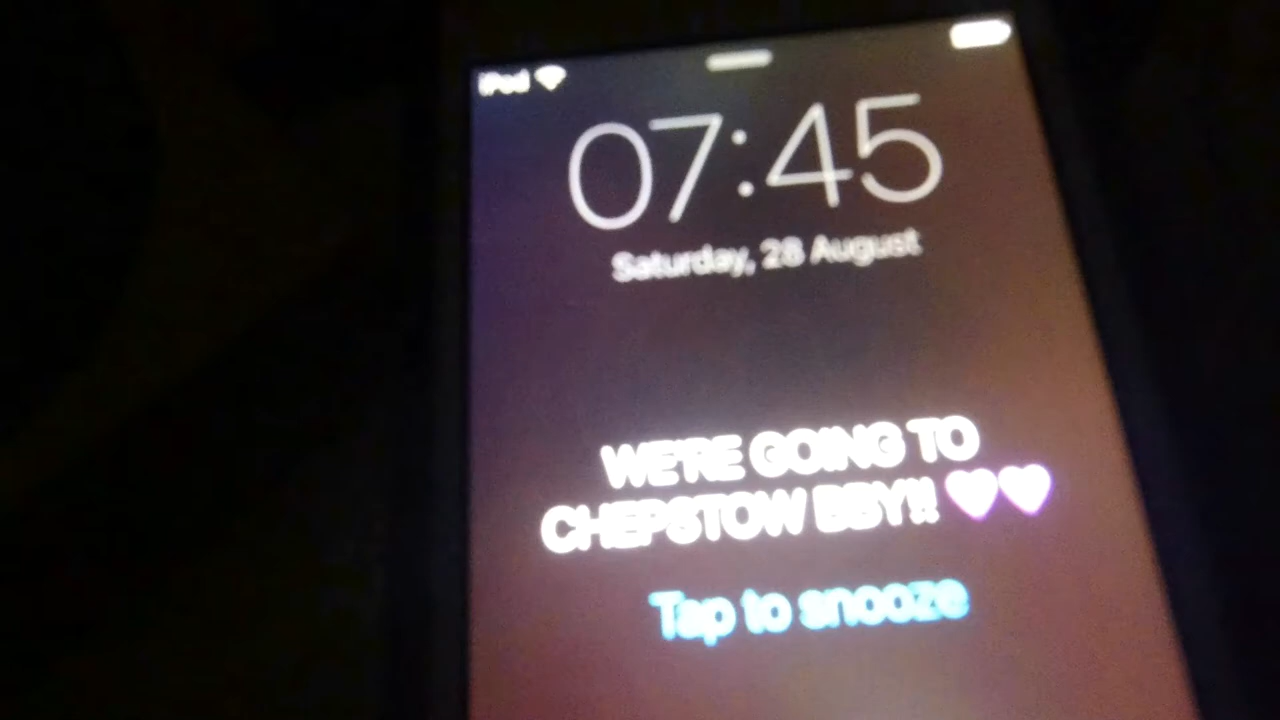 iPod
07:45
Saturday, 28 August
WE'RE GOING TO
CHEPSTOW BBY!! 💜💜
Tap to snooze